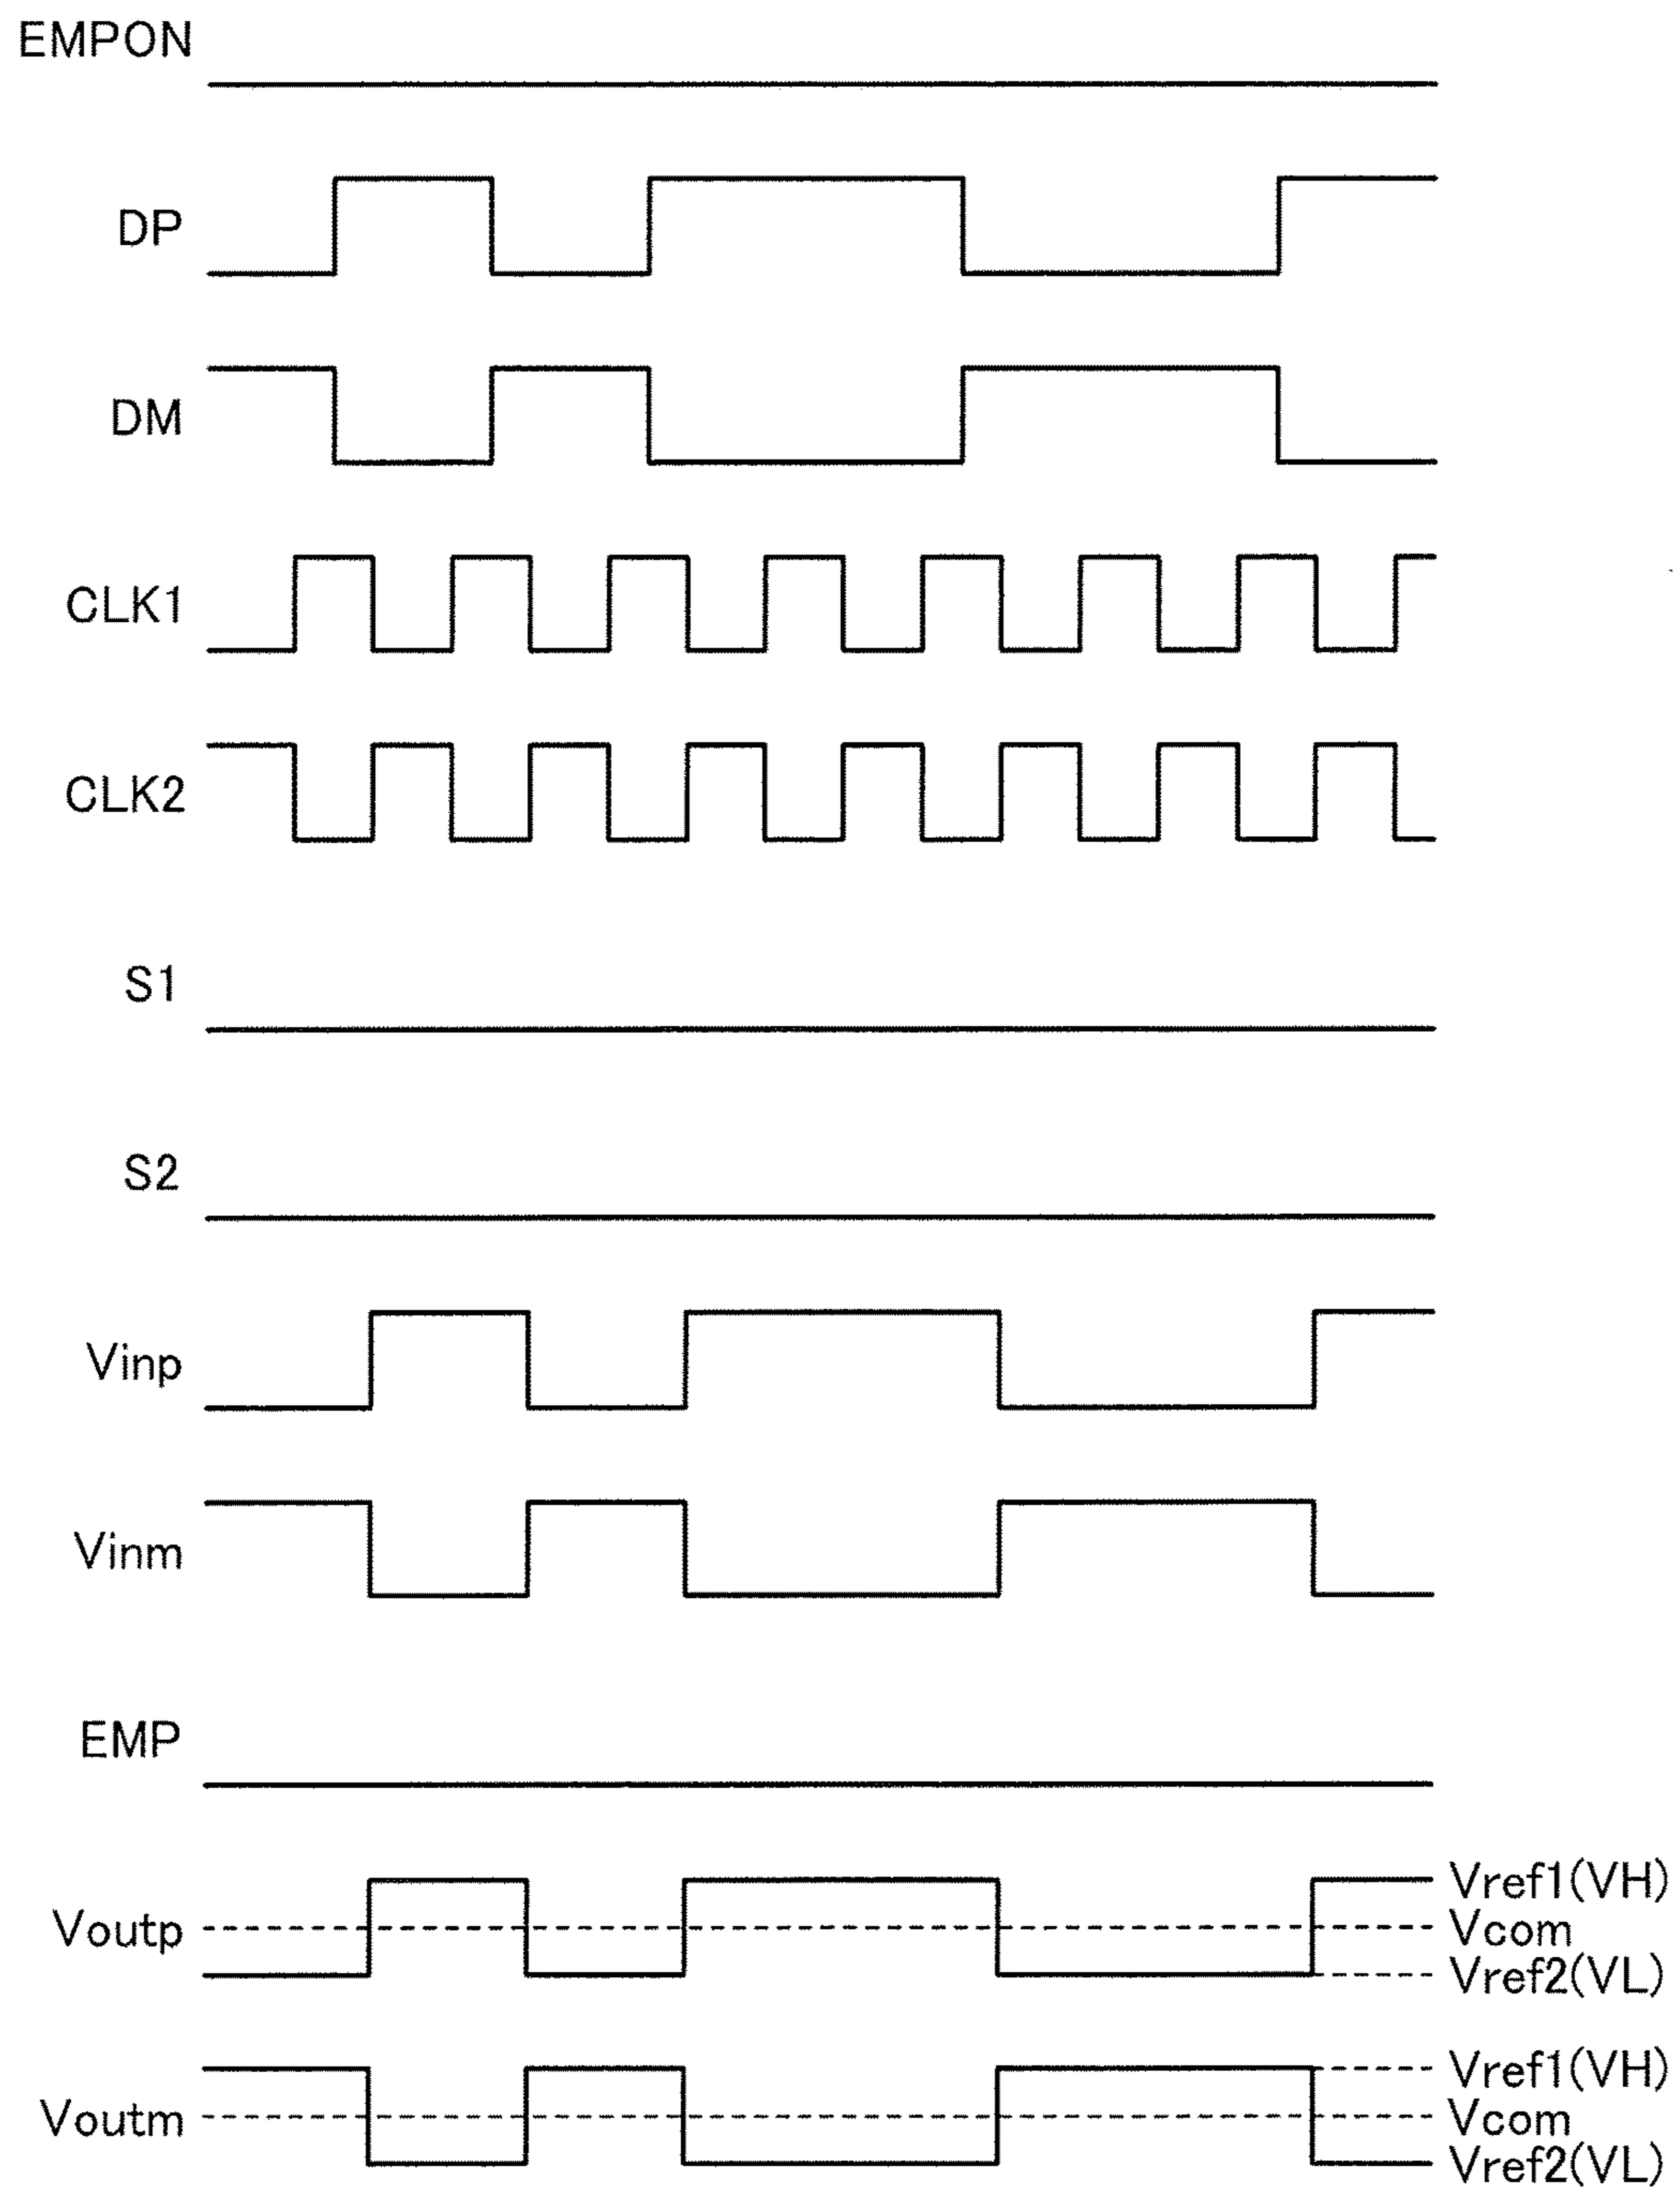 EMPON
DP
DM
CLK1
CLK2
S1
S2
Vinp
Vinm
EMP
Voutp
Vref1(VH)
Vcom
Vref2(VL)
Voutm
Vref1(VH)
Vcom
Vref2(VL)